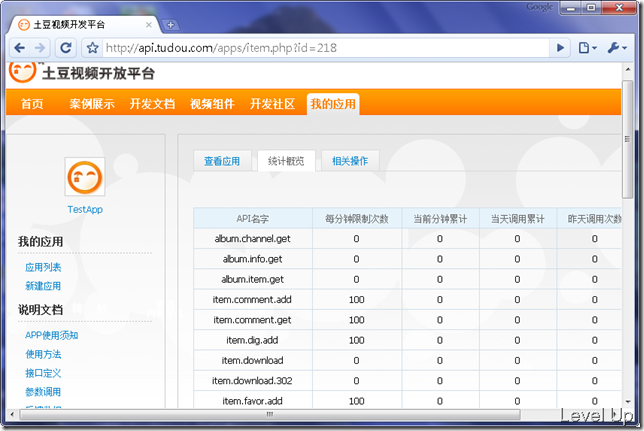 Google
土豆视频开发平台
http://api.tudou.com/apps/item.php?id=218
土豆视频开放平台
首页 案例展示 开发文档 视频组件 开发社区 我的应用
查看应用 统计概览 相关操作
TestApp
我的应用
应用列表
新建应用
说明文档
APP使用须知
使用方法
接口定义
参数调用
API名字 每分钟限制次数 当前分钟累计 当天调用累计 昨天调用次数
album.channel.get 0 0 0 0
album.info.get 0 0 0 0
album.item.get 0 0 0 0
item.comment.add 100 0 0 0
item.comment.get 100 0 0 0
item.dig.add 100 0 0 0
item.download 0 0 0 0
item.download.302 0 0 0 0
item.favor.add 100 0 0 0
Level Up